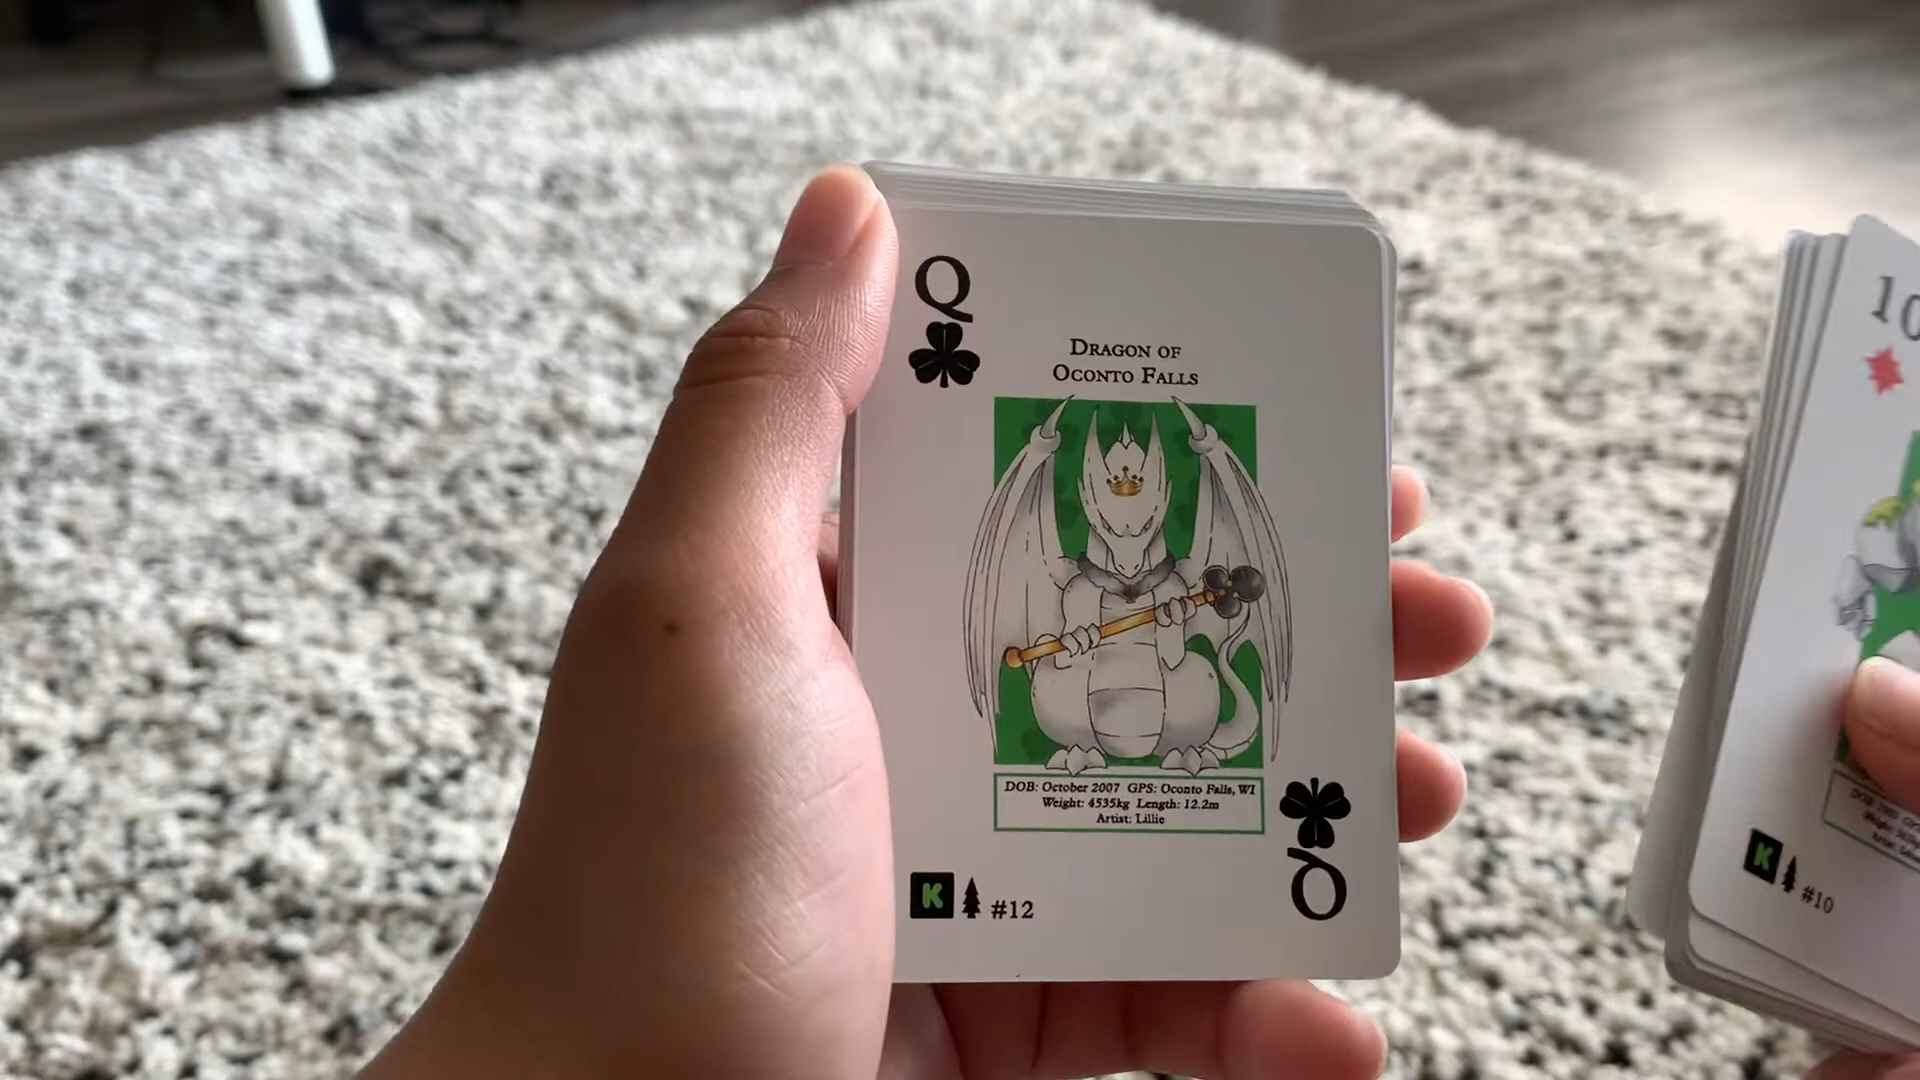 Q
DRAGON OF
OCONTO FALLS
DOB: October 2007 GPS: Oconto Falls, WI
Weight: 4535kg Length: 12.2m
Artist: Lillie
K #12
Q
10
K #10